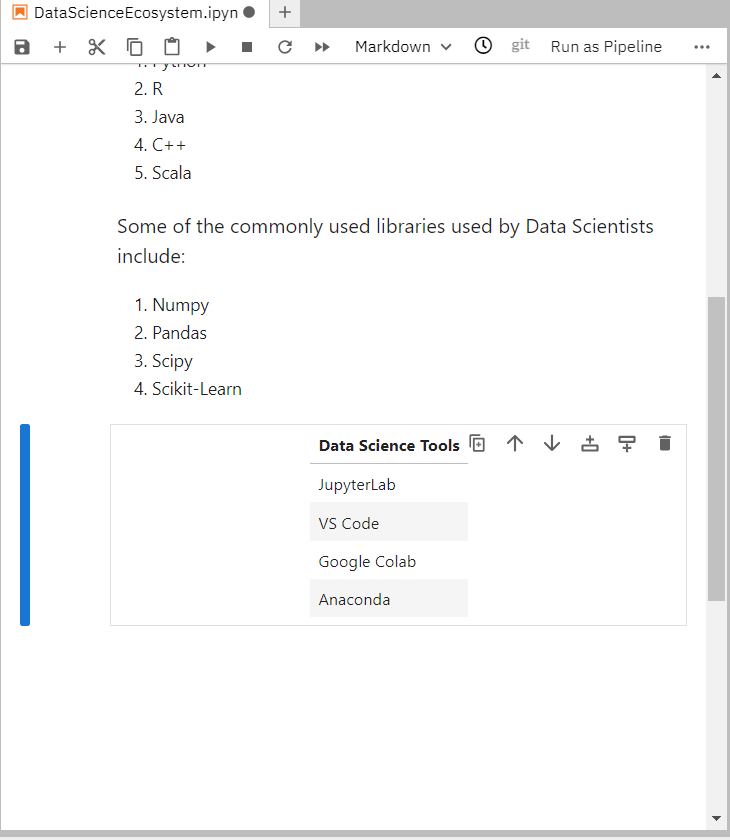 DataScienceEcosystem.ipyn
Markdown
git
Run as Pipeline
1. Python
2. R
3. Java
4. C++
5. Scala
Some of the commonly used libraries used by Data Scientists
include:
1. Numpy
2. Pandas
3. Scipy
4. Scikit-Learn
Data Science Tools
JupyterLab
VS Code
Google Colab
Anaconda